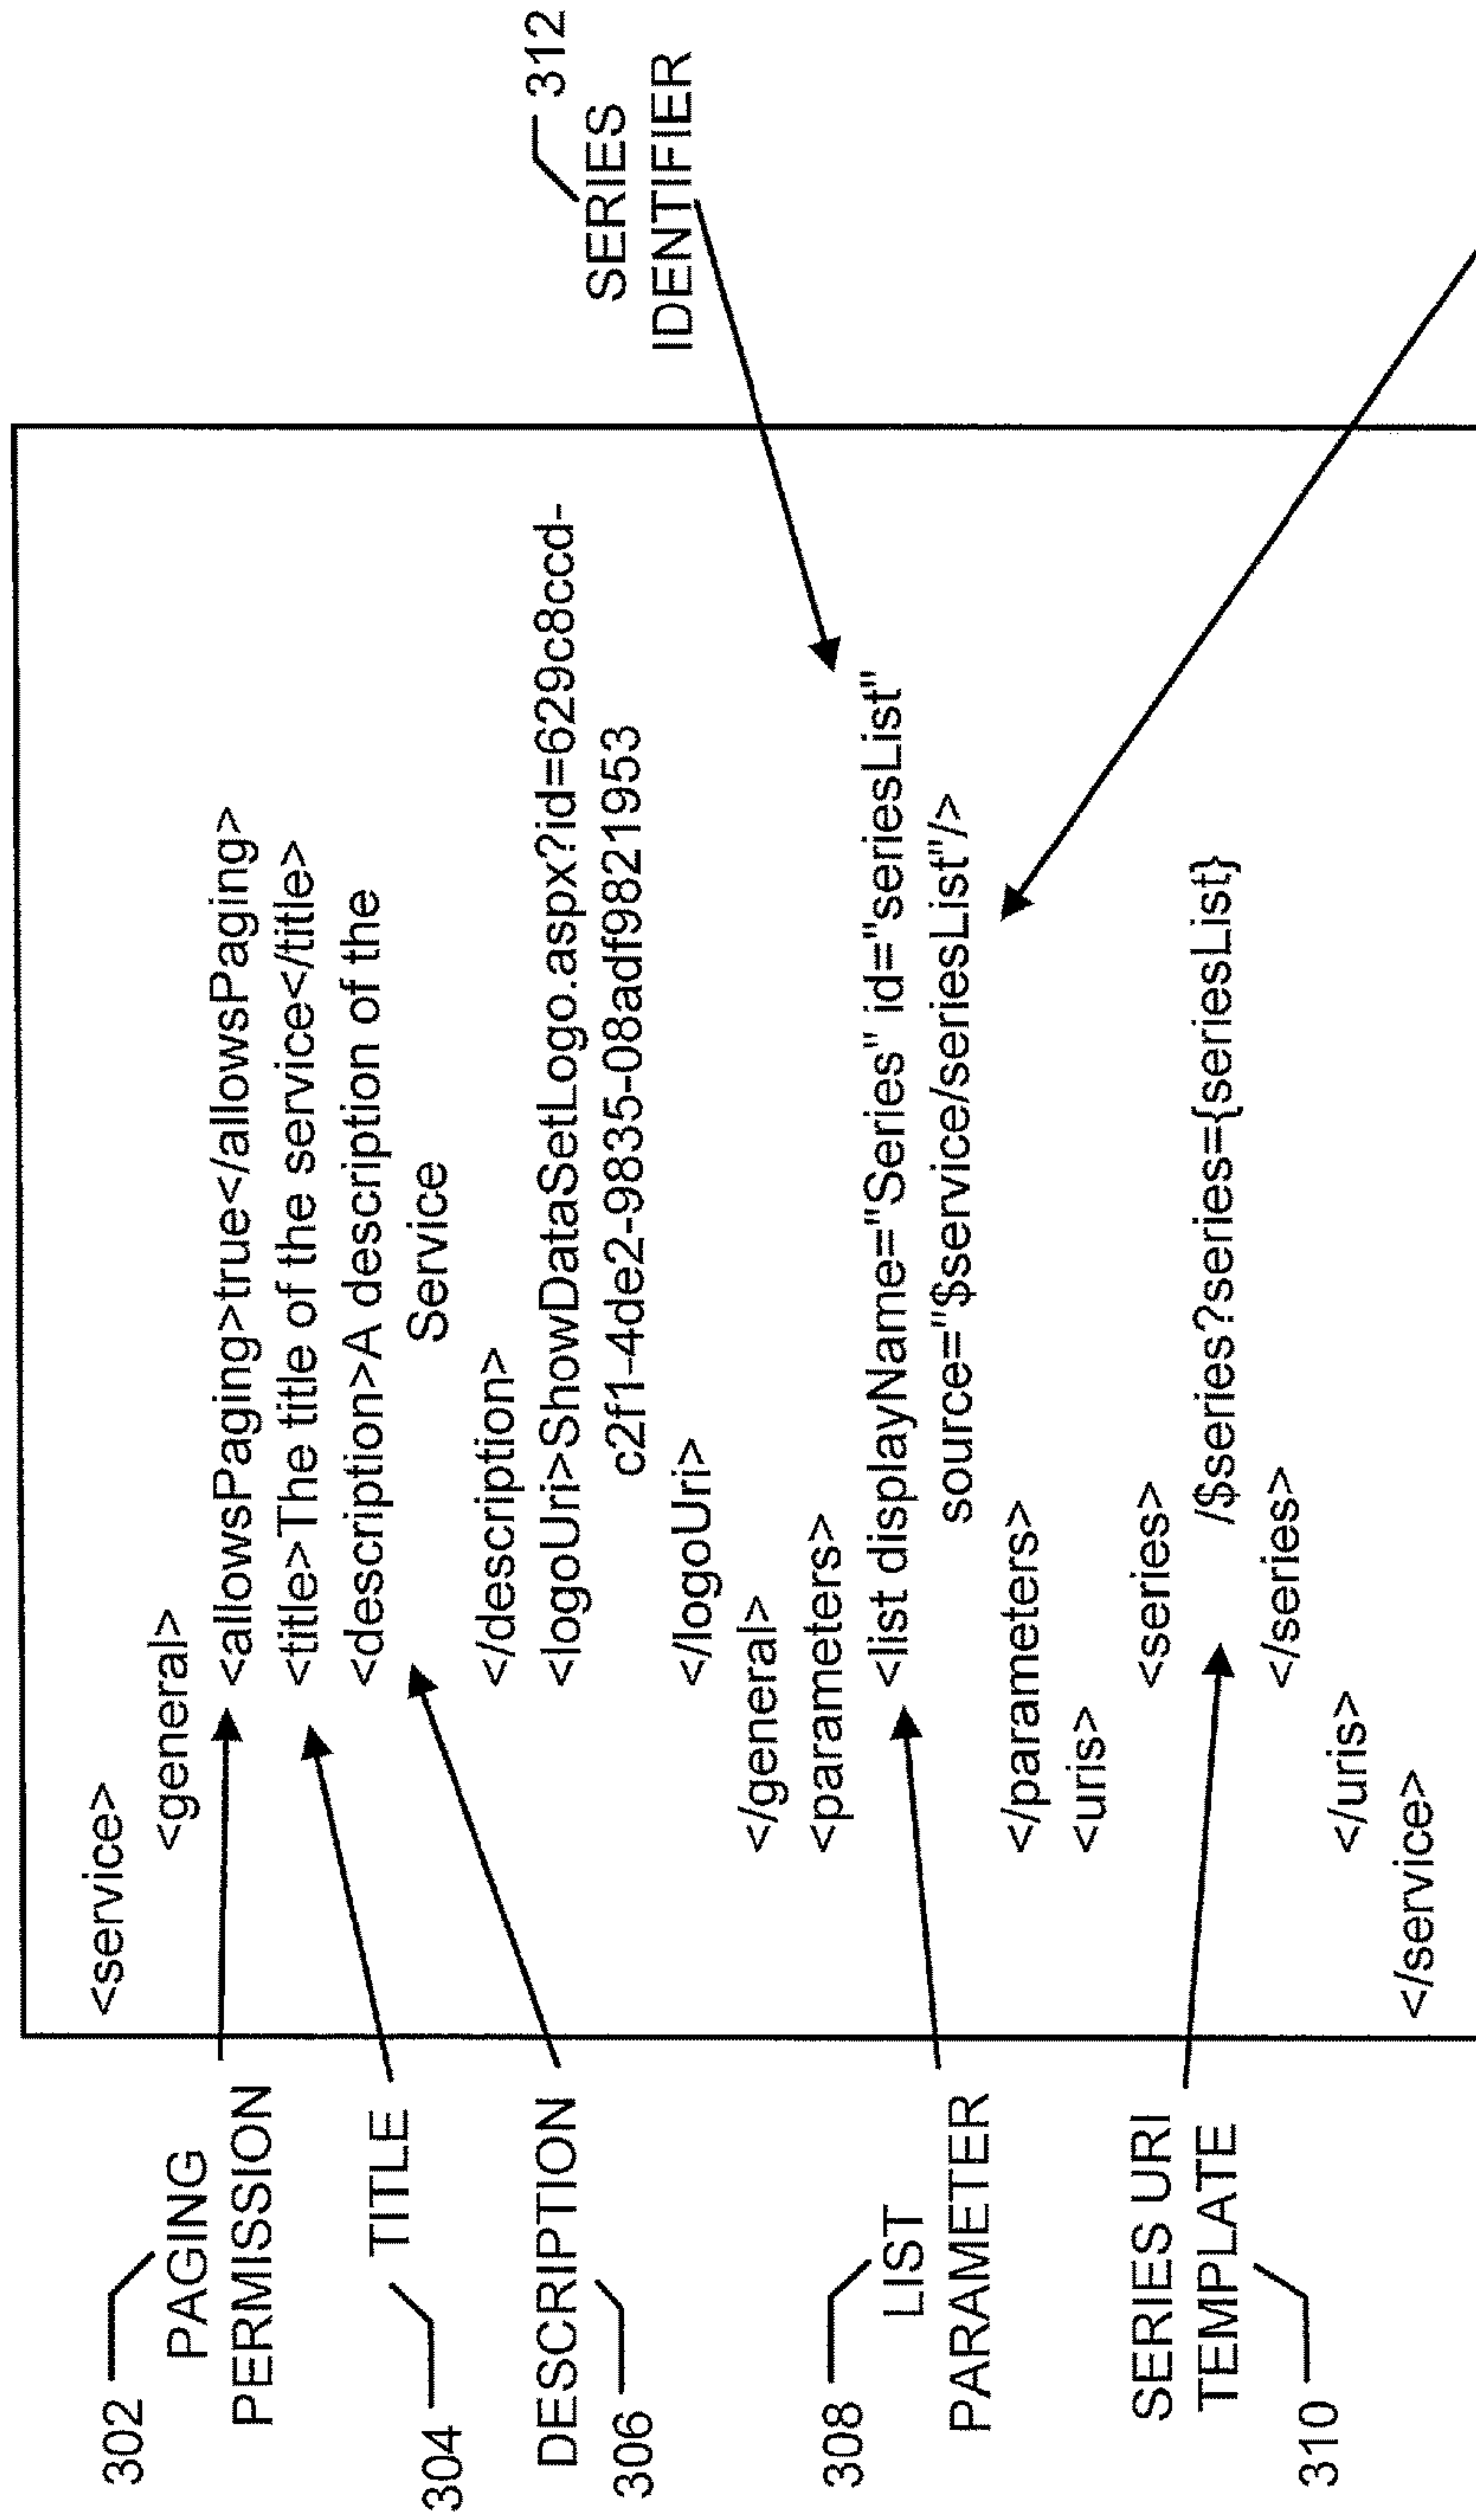 302
PAGING
PERMISSION
304
TITLE
306
DESCRIPTION
308
LIST
PARAMETER
310
SERIES URI
TEMPLATE
<service>
<general>
<allowsPaging>true</allowsPaging>
<title>The title of the service</title>
<description>A description of the
Service
</description>
<logoUri>ShowDataSetLogo.aspx?id=629c8ccd-
c2f1-4de2-9835-08adf9821953
</logoUri>
</general>
<parameters>
<list displayName="Series" id="seriesList"
source="$service/seriesList"/>
</parameters>
<uris>
<series>
/$series?series={seriesList}
</series>
</uris>
</service>
312
SERIES
IDENTIFIER